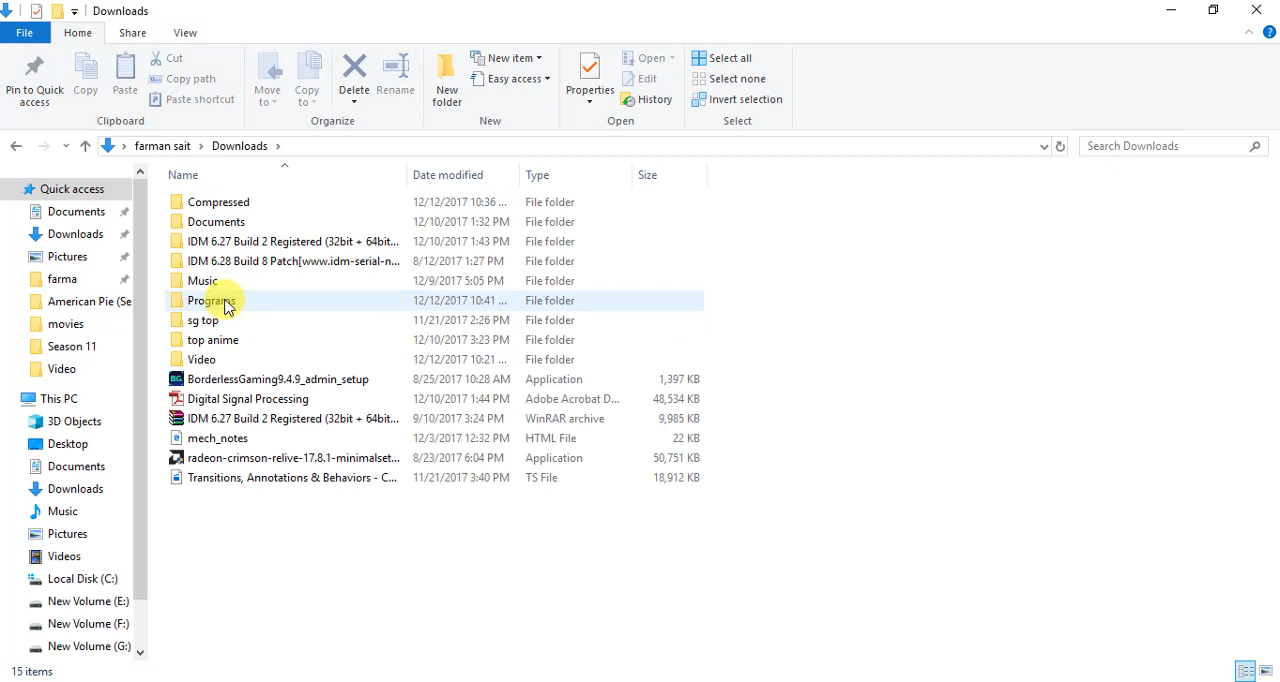 Downloads
File Home Share View
Pin to Quick access
Copy
Paste
Cut
Copy path
Paste shortcut
Clipboard
Move to
Copy to
Delete
Rename
Organize
New folder
New item
Easy access
New
Properties
Open
Edit
History
Open
Select all
Select none
Invert selection
Select
farman sait > Downloads >
Search Downloads
Name Date modified Type Size
Quick access
Documents
Downloads
Pictures
farma
American Pie (Se
movies
Season 11
Video
This PC
3D Objects
Desktop
Documents
Downloads
Music
Pictures
Videos
Local Disk (C:)
New Volume (E:)
New Volume (F:)
New Volume (G:)
Compressed 12/12/2017 10:36 ... File folder
Documents 12/10/2017 1:32 PM File folder
IDM 6.27 Build 2 Registered (32bit + 64bit... 12/10/2017 1:43 PM File folder
IDM 6.28 Build 8 Patch[www.idm-serial-n... 8/12/2017 1:27 PM File folder
Music 12/9/2017 5:05 PM File folder
Programs 12/12/2017 10:41 ... File folder
sg top 11/21/2017 2:26 PM File folder
top anime 12/10/2017 3:23 PM File folder
Video 12/12/2017 10:21 ... File folder
BG BorderlessGaming9.4.9_admin_setup 8/25/2017 10:28 AM Application 1,397 KB
Digital Signal Processing 12/10/2017 1:44 PM Adobe Acrobat D... 48,534 KB
IDM 6.27 Build 2 Registered (32bit + 64bit... 9/10/2017 3:24 PM WinRAR archive 9,985 KB
mech_notes 12/3/2017 12:32 PM HTML File 22 KB
radeon-crimson-relive-17.8.1-minimalset... 8/23/2017 6:04 PM Application 50,751 KB
Transitions, Annotations & Behaviors - C... 11/21/2017 3:40 PM TS File 18,912 KB
15 items